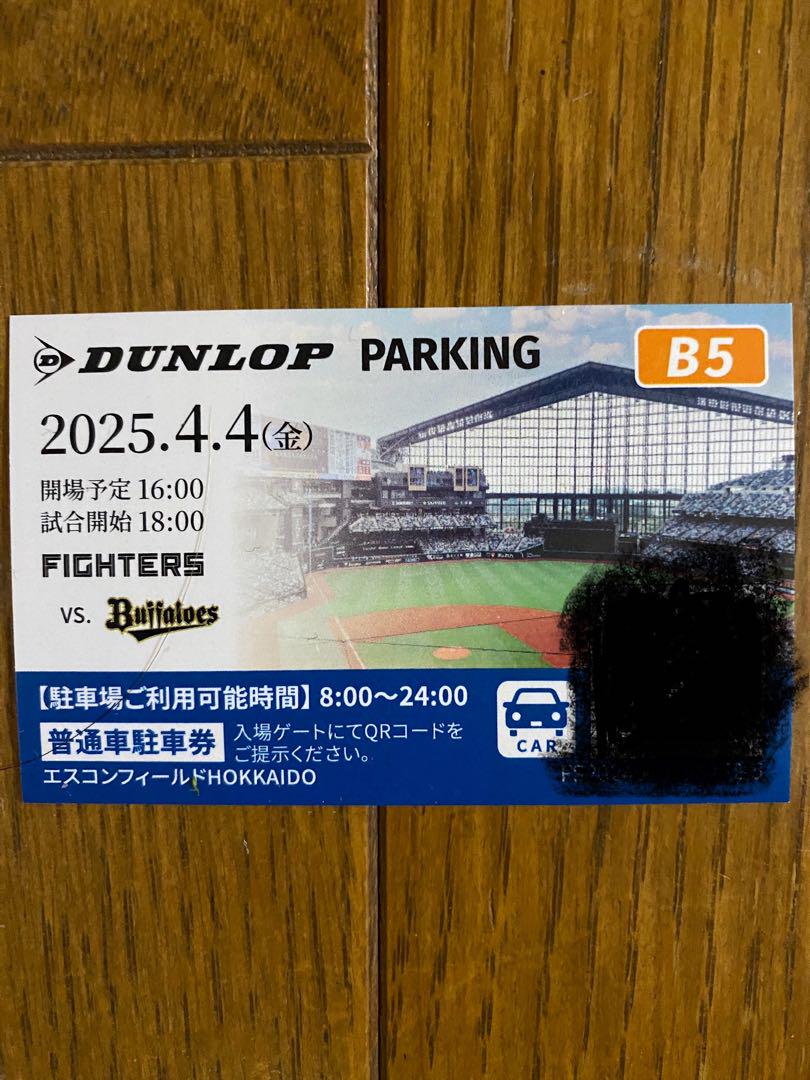 DUNLOP PARKING
B5
2025.4.4(金)
開場予定 16:00
試合開始 18:00
FIGHTERS
VS. Buffaloes
【駐車場ご利用可能時間】 8:00〜24:00
普通車駐車券
入場ゲートにてQRコードを
ご提示ください。
エスコンフィールドHOKKAIDO
CAR